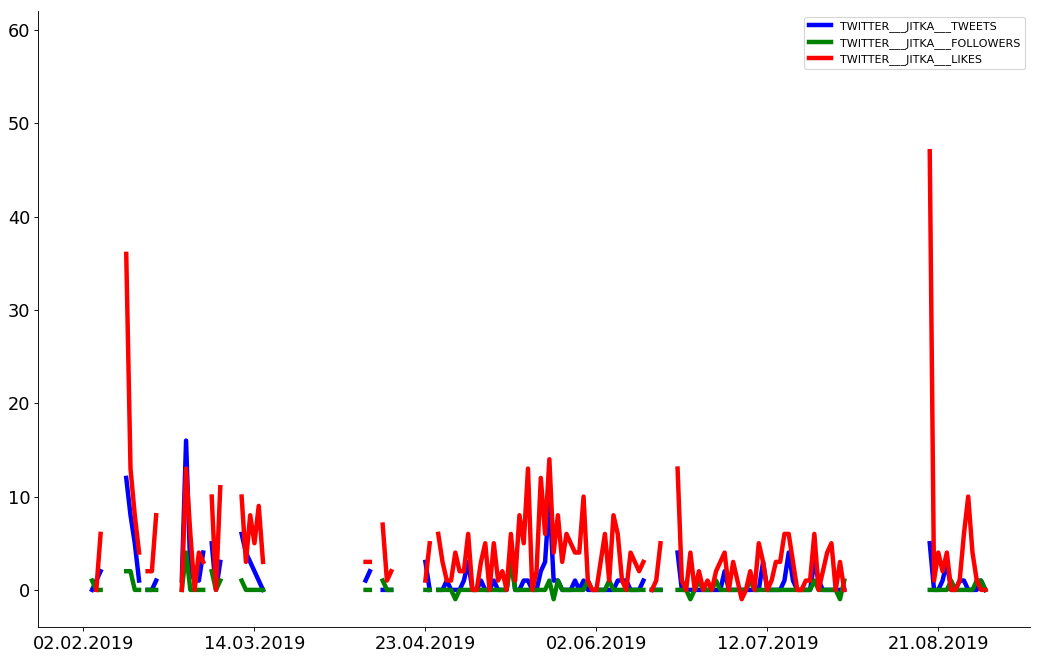 TWITTER___JITKA___TWEETS
TWITTER___JITKA___FOLLOWERS
TWITTER___JITKA___LIKES
60
50
40
30
20
10
0
02.02.2019 14.03.2019 23.04.2019 02.06.2019 12.07.2019 21.08.2019